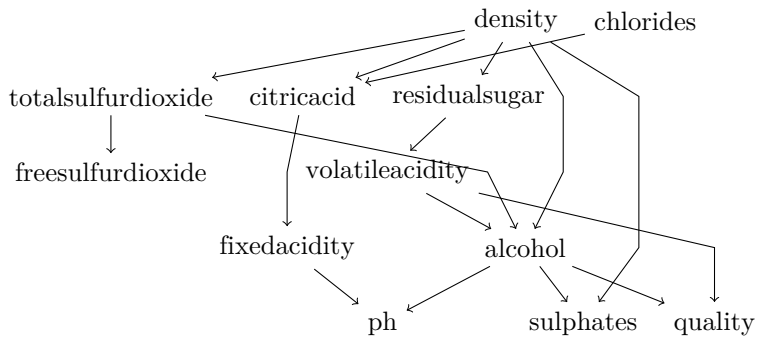 density chlorides
totalsulfurdioxide citricacid residualsugar
freesulfurdioxide volatileacidity
fixedacidity alcohol
ph sulphates quality